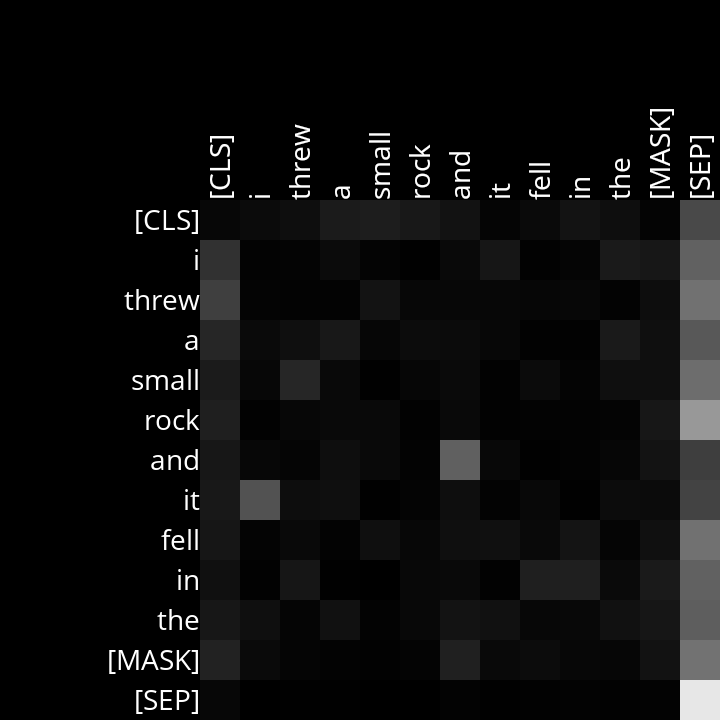 [CLS] i threw a small rock and it fell in the [MASK] [SEP]
[CLS]
i
threw
a
small
rock
and
it
fell
in
the
[MASK]
[SEP]